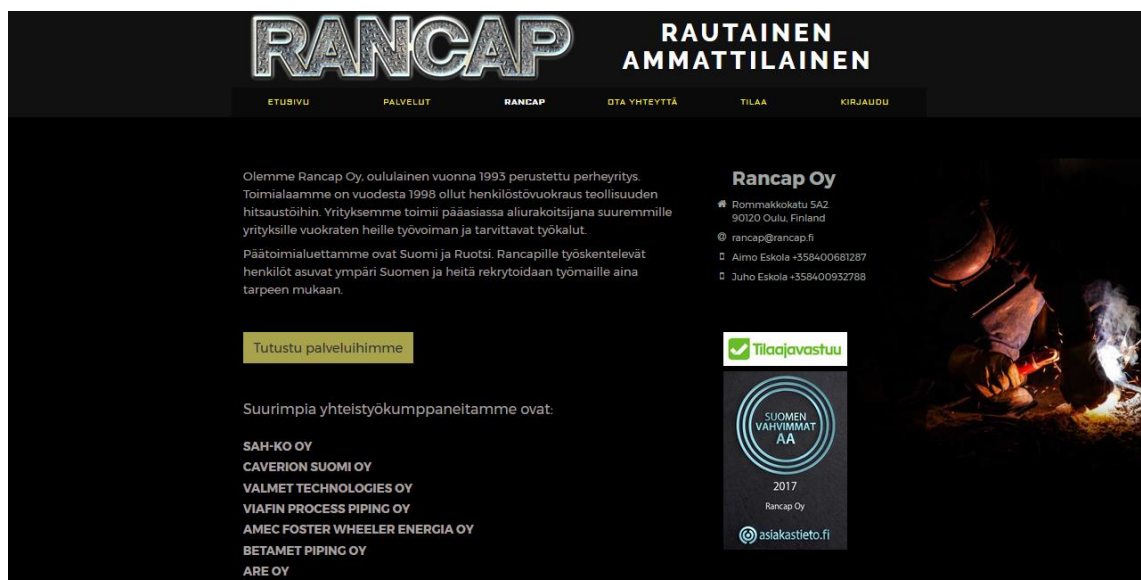 RANCAP
RAUTAINEN
AMMATTILAINEN
ETUSIVU
PALVELUT
RANCAP
OTA YHTEYTTÄ
TILAA
KIRJAUDU
Olemme Rancap Oy, oululainen vuonna 1993 perustettu perheyritys.
Toimialaamme on vuodesta 1998 ollut henkilöstövuokraus teollisuuden
hitsaustöihin. Yrityksemme toimii pääasiassa aliurakoitsijana suuremmille
yrityksille vuokraten heille työvoiman ja tarvittavat työkalut.
Päätoimialuettamme ovat Suomi ja Ruotsi. Rancapille työskentelevät
henkilöt asuvat ympäri Suomen ja heitä rekrytoidaan työmaille aina
tarpeen mukaan.
Tutustu palveluihimme
Suurimpia yhteistyökumppaneitamme ovat:
SAH-KO OY
CAVERION SUOMI OY
VALMET TECHNOLOGIES OY
VIAFIN PROCESS PIPING OY
AMEC FOSTER WHEELER ENERGIA OY
BETAMET PIPING OY
ARE OY
Rancap Oy
Rommakkokatu 5A2
90120 Oulu, Finland
rancap@rancap.fi
Aimo Eskola +358400681287
Juho Eskola +358400932788
Tilaajavastuu
SUOMEN
VAHVIMMAT
AA
2017
Rancap Oy
asiakastieto.fi